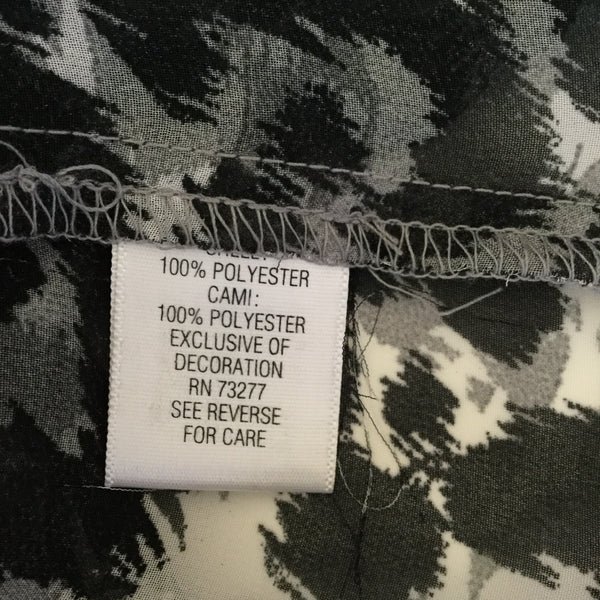 100% POLYESTER
CAMI:
100% POLYESTER
EXCLUSIVE OF
DECORATION
RN 73277
SEE REVERSE
FOR CARE